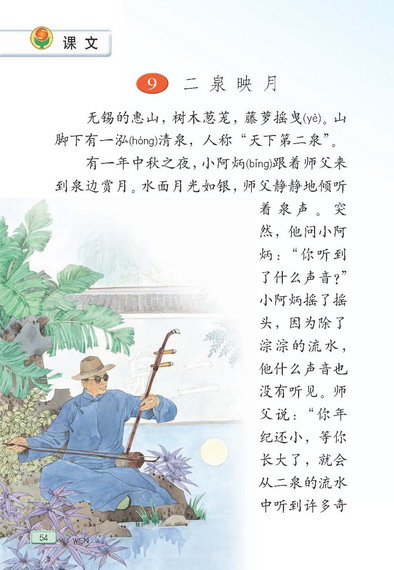 课文
9 二泉映月
无锡的惠山，树木葱茏，藤萝摇曳(yè)。山
脚下有一泓(hóng)清泉，人称“天下第二泉”。
有一年中秋之夜，小阿炳(bǐng)跟着师父来
到泉边赏月。水面月光如银，师父静静地倾听
着泉声。突
然，他问小阿
炳：“你听到
了什么声音？”
小阿炳摇了摇
头，因为除了
淙淙的流水，
他什么声音也
没有听见。师
父说：“你年
纪还小，等你
长大了，就会
从二泉的流水
中听到许多奇
54
YU WEN